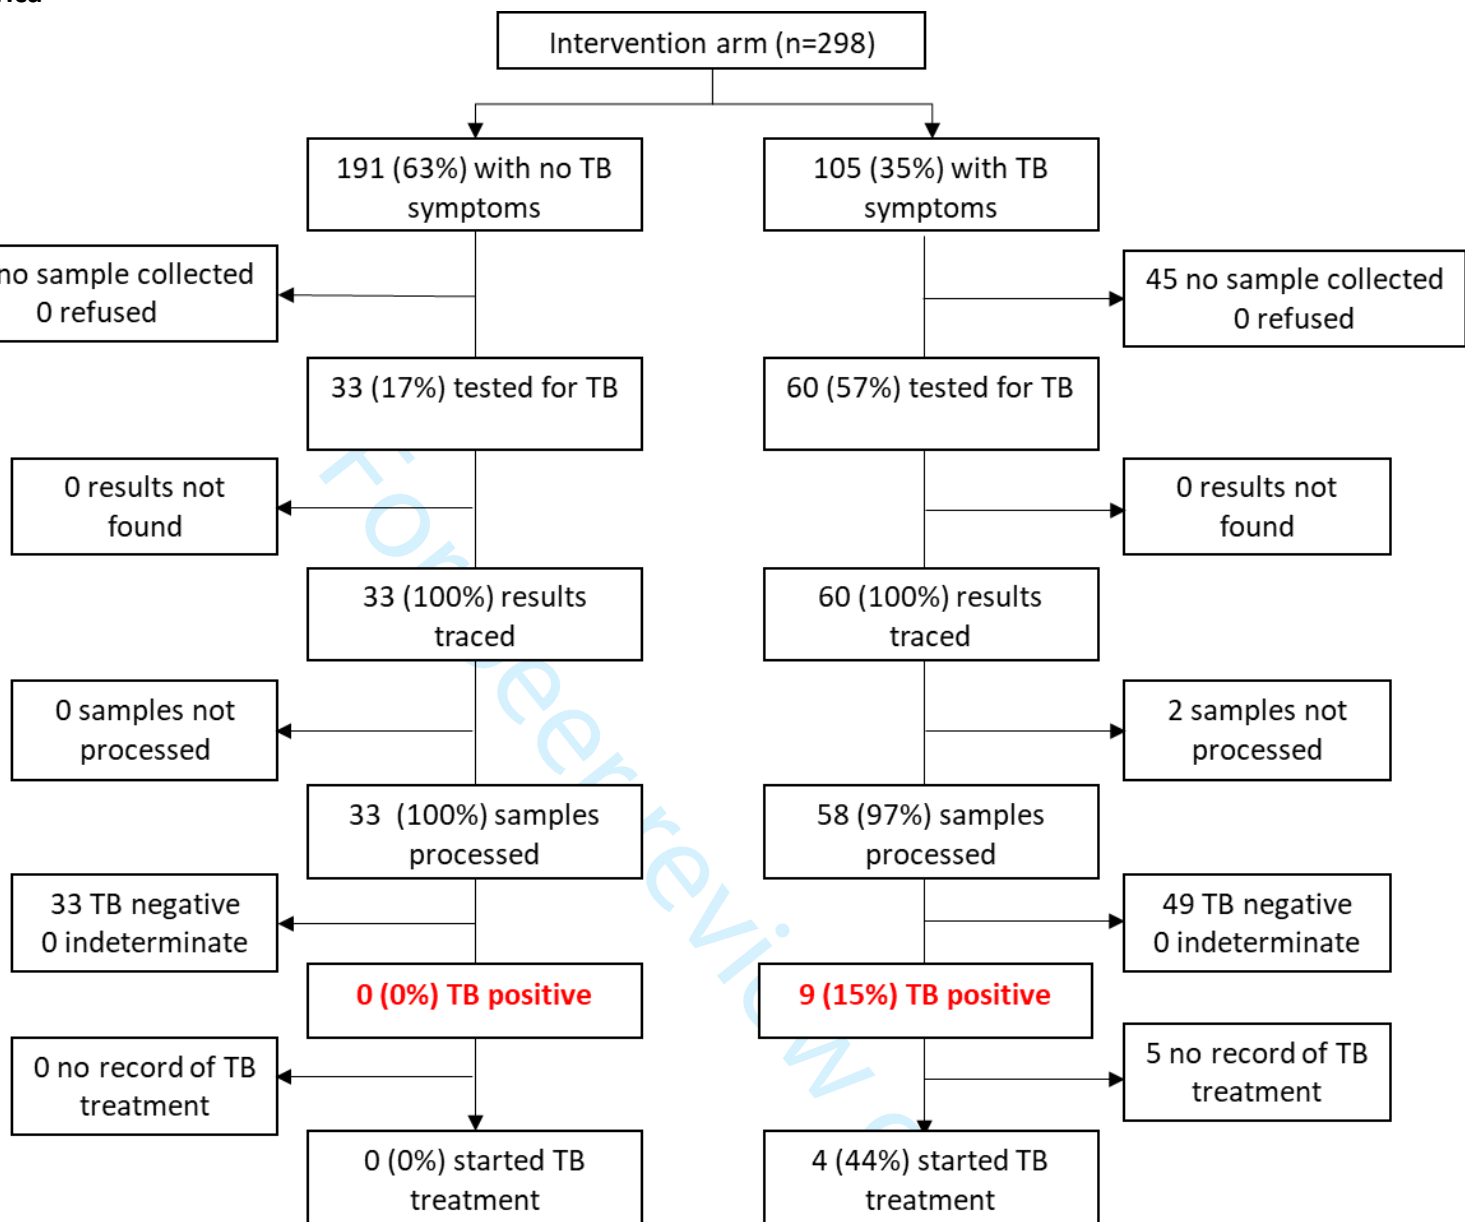 Intervention arm (n=298)
191 (63%) with no TB
symptoms
105 (35%) with TB
symptoms
no sample collected
0 refused
45 no sample collected
0 refused
33 (17%) tested for TB
60 (57%) tested for TB
0 results not
found
0 results not
found
33 (100%) results
traced
60 (100%) results
traced
0 samples not
processed
2 samples not
processed
33  (100%) samples
processed
58 (97%) samples
processed
33 TB negative
0 indeterminate
49 TB negative
0 indeterminate
0 (0%) TB positive
9 (15%) TB positive
0 no record of TB
treatment
5 no record of TB
treatment
0 (0%) started TB
treatment
4 (44%) started TB
treatment
For peer review